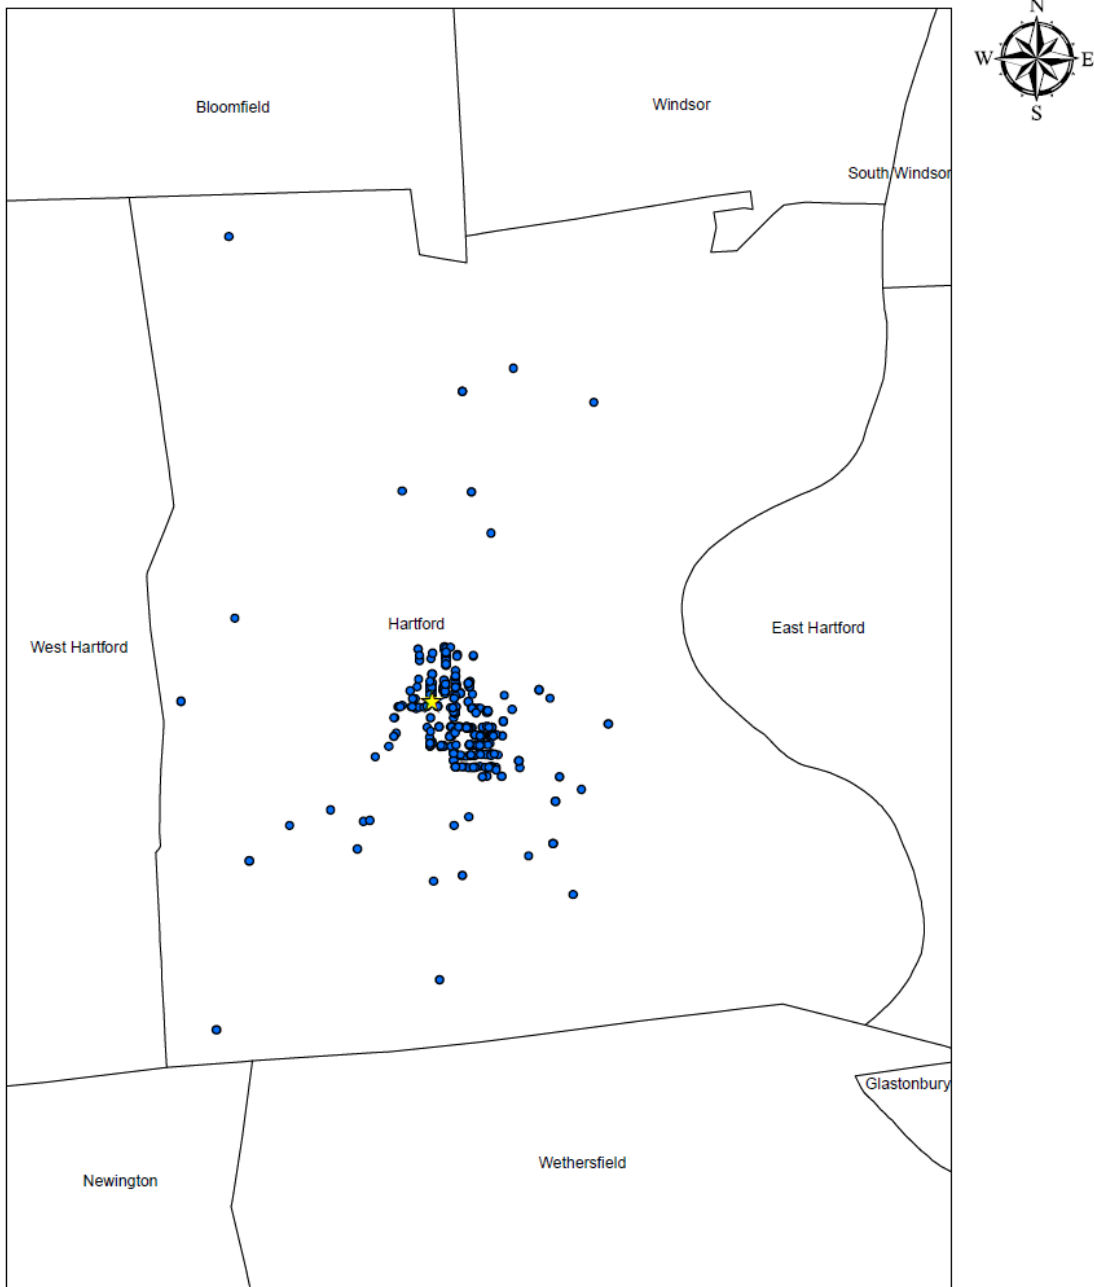 N
W E
S
Bloomfield
Windsor
South Windsor
Hartford
East Hartford
West Hartford
Glastonbury
Wethersfield
Newington